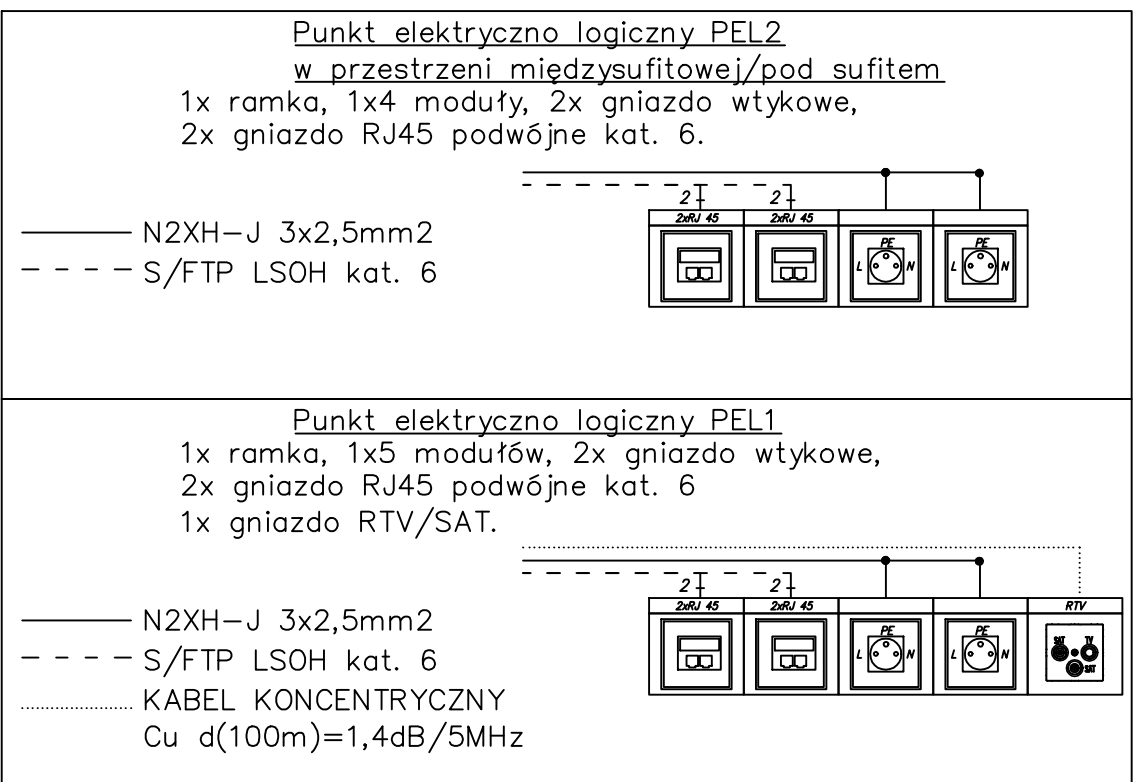 Punkt elektryczno logiczny PEL2
w przestrzeni międzysufitowej/pod sufitem
1x ramka, 1x4 moduły, 2x gniazdo wtykowe,
2x gniazdo RJ45 podwójne kat. 6.
2 2
2xRJ 45 2xRJ 45
N2XH-J 3x2,5mm2
PE PE
L N L N
S/FTP LSOH kat. 6
Punkt elektryczno logiczny PEL1
1x ramka, 1x5 modułów, 2x gniazdo wtykowe,
2x gniazdo RJ45 podwójne kat. 6
1x gniazdo RTV/SAT.
2 2
2xRJ 45 2xRJ 45 RTV
N2XH-J 3x2,5mm2
PE PE
SAT TV
L N L N
S/FTP LSOH kat. 6
SAT
KABEL KONCENTRYCZNY
Cu d(100m)=1,4dB/5MHz